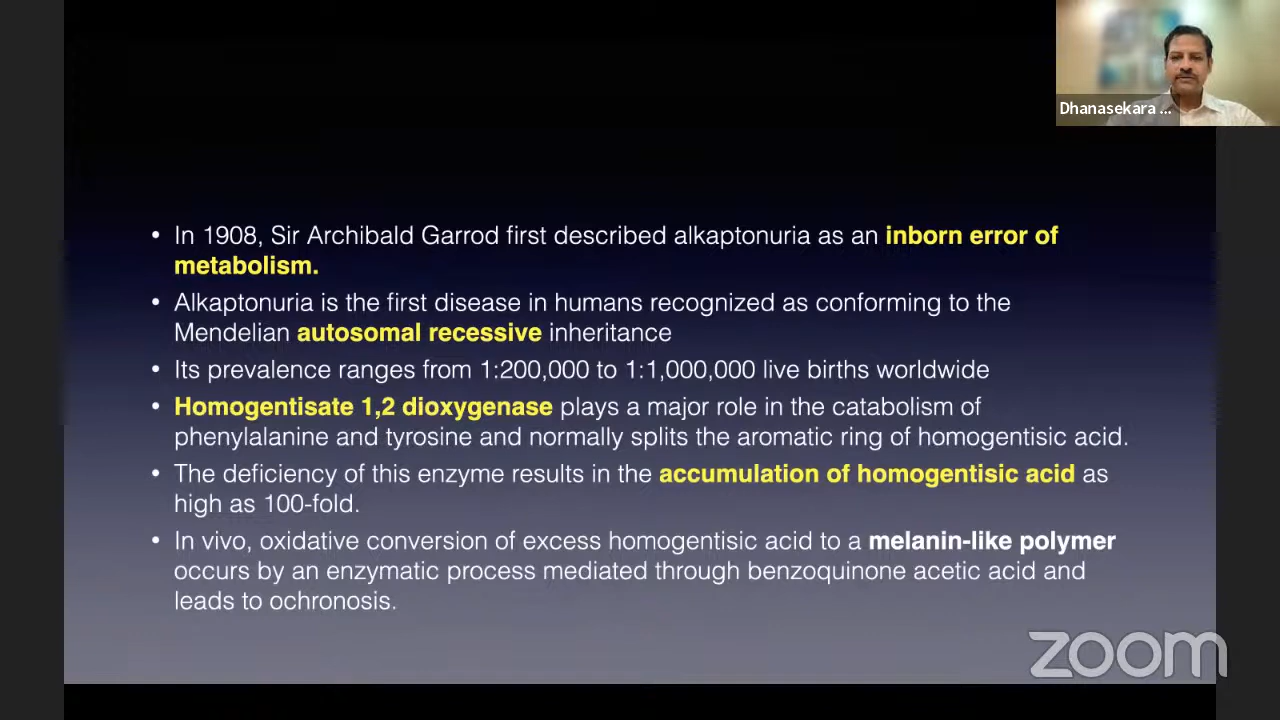 Dhanasekara ...
• In 1908, Sir Archibald Garrod first described alkaptonuria as an inborn error of
metabolism.
• Alkaptonuria is the first disease in humans recognized as conforming to the
Mendelian autosomal recessive inheritance
• Its prevalence ranges from 1:200,000 to 1:1,000,000 live births worldwide
• Homogentisate 1,2 dioxygenase plays a major role in the catabolism of
phenylalanine and tyrosine and normally splits the aromatic ring of homogentisic acid.
• The deficiency of this enzyme results in the accumulation of homogentisic acid as
high as 100-fold.
• In vivo, oxidative conversion of excess homogentisic acid to a melanin-like polymer
occurs by an enzymatic process mediated through benzoquinone acetic acid and
leads to ochronosis.
zoom